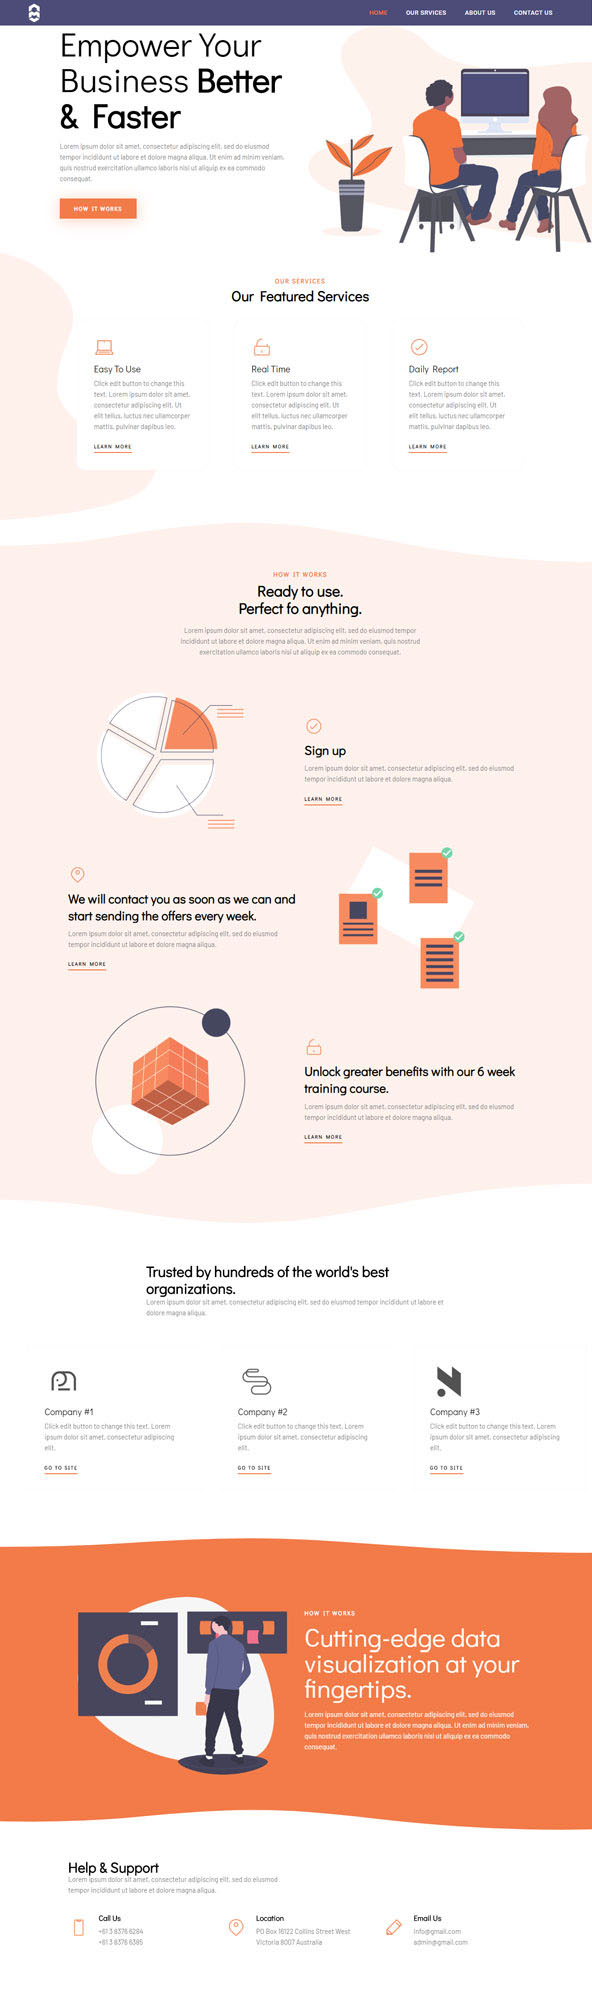 HOME OUR SRVICES ABOUT US CONTACT US
Empower Your
Business Better
& Faster
Lorem ipsum dolor sit amet, consectetur adipiscing elit, sed do eiusmod
tempor incididunt ut labore et dolore magna aliqua. Ut enim ad minim veniam,
quis nostrud exercitation ullamco laboris nisi ut aliquip ex ea commodo
consequat.
HOW IT WORKS
OUR SERVICES
Our Featured Services
Easy To Use
Click edit button to change this
text. Lorem ipsum dolor sit amet,
consectetur adipiscing elit. Ut
elit tellus, luctus nec ullamcorper
mattis, pulvinar dapibus leo.
LEARN MORE
Real Time
Click edit button to change this
text. Lorem ipsum dolor sit amet,
consectetur adipiscing elit. Ut
elit tellus, luctus nec ullamcorper
mattis, pulvinar dapibus leo.
LEARN MORE
Daily Report
Click edit button to change this
text. Lorem ipsum dolor sit amet,
consectetur adipiscing elit. Ut
elit tellus, luctus nec ullamcorper
mattis, pulvinar dapibus leo.
LEARN MORE
HOW IT WORKS
Ready to use.
Perfect fo anything.
Lorem ipsum dolor sit amet, consectetur adipiscing elit, sed do eiusmod tempor
incididunt ut labore et dolore magna aliqua. Ut enim ad minim veniam, quis nostrud
exercitation ullamco laboris nisi ut aliquip ex ea commodo consequat.
Sign up
Lorem ipsum dolor sit amet, consectetur adipiscing elit, sed do eiusmod
tempor incididunt ut labore et dolore magna aliqua.
LEARN MORE
We will contact you as soon as we can and
start sending the offers every week.
Lorem ipsum dolor sit amet, consectetur adipiscing elit, sed do eiusmod
tempor incididunt ut labore et dolore magna aliqua.
LEARN MORE
Unlock greater benefits with our 6 week
training course.
Lorem ipsum dolor sit amet, consectetur adipiscing elit, sed do eiusmod
tempor incididunt ut labore et dolore magna aliqua.
LEARN MORE
Trusted by hundreds of the world's best
organizations.
Lorem ipsum dolor sit amet, consectetur adipiscing elit, sed do eiusmod tempor incididunt ut labore et
dolore magna aliqua.
Company #1
Click edit button to change this text. Lorem
ipsum dolor sit amet, consectetur adipiscing
elit.
GO TO SITE
Company #2
Click edit button to change this text. Lorem
ipsum dolor sit amet, consectetur adipiscing
elit.
GO TO SITE
Company #3
Click edit button to change this text. Lorem
ipsum dolor sit amet, consectetur adipiscing
elit.
GO TO SITE
HOW IT WORKS
Cutting-edge data
visualization at your
fingertips.
Lorem ipsum dolor sit amet, consectetur adipiscing elit, sed do eiusmod
tempor incididunt ut labore et dolore magna aliqua. Ut enim ad minim veniam,
quis nostrud exercitation ullamco laboris nisi ut aliquip ex ea commodo
consequat.
Help & Support
Lorem ipsum dolor sit amet, consectetur adipiscing elit, sed do eiusmod
tempor incididunt ut labore et dolore magna aliqua.
Call Us
+61 3 8376 6284
+61 3 8376 6385
Location
PO Box 16122 Collins Street West
Victoria 8007 Australia
Email Us
info@gmail.com
admin@gmail.com